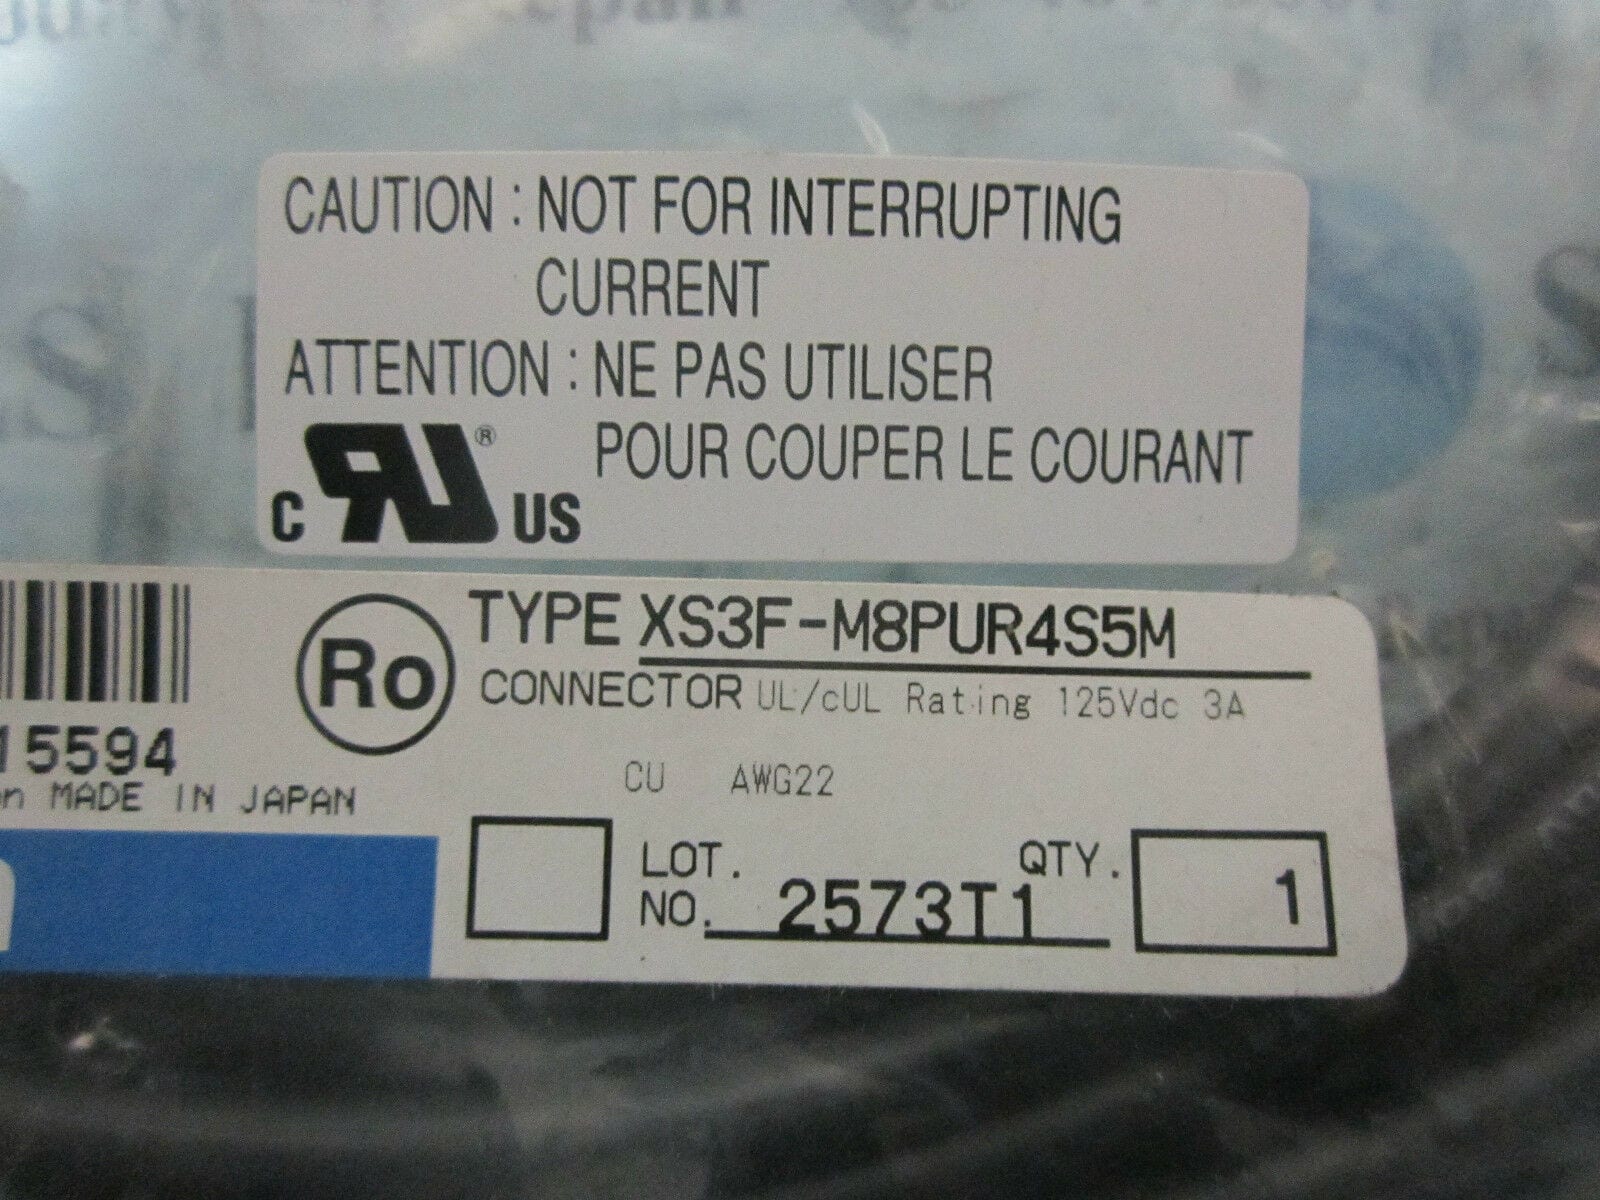 CAUTION : NOT FOR INTERRUPTING
CURRENT
ATTENTION : NE PAS UTILISER
POUR COUPER LE COURANT
C RU ® US
Ro
TYPE XS3F-M8PUR4S5M
CONNECTOR UL/cUL Rating 125Vdc 3A
CU AWG22
15594
MADE IN JAPAN
LOT. NO. 2573T1
QTY. 1